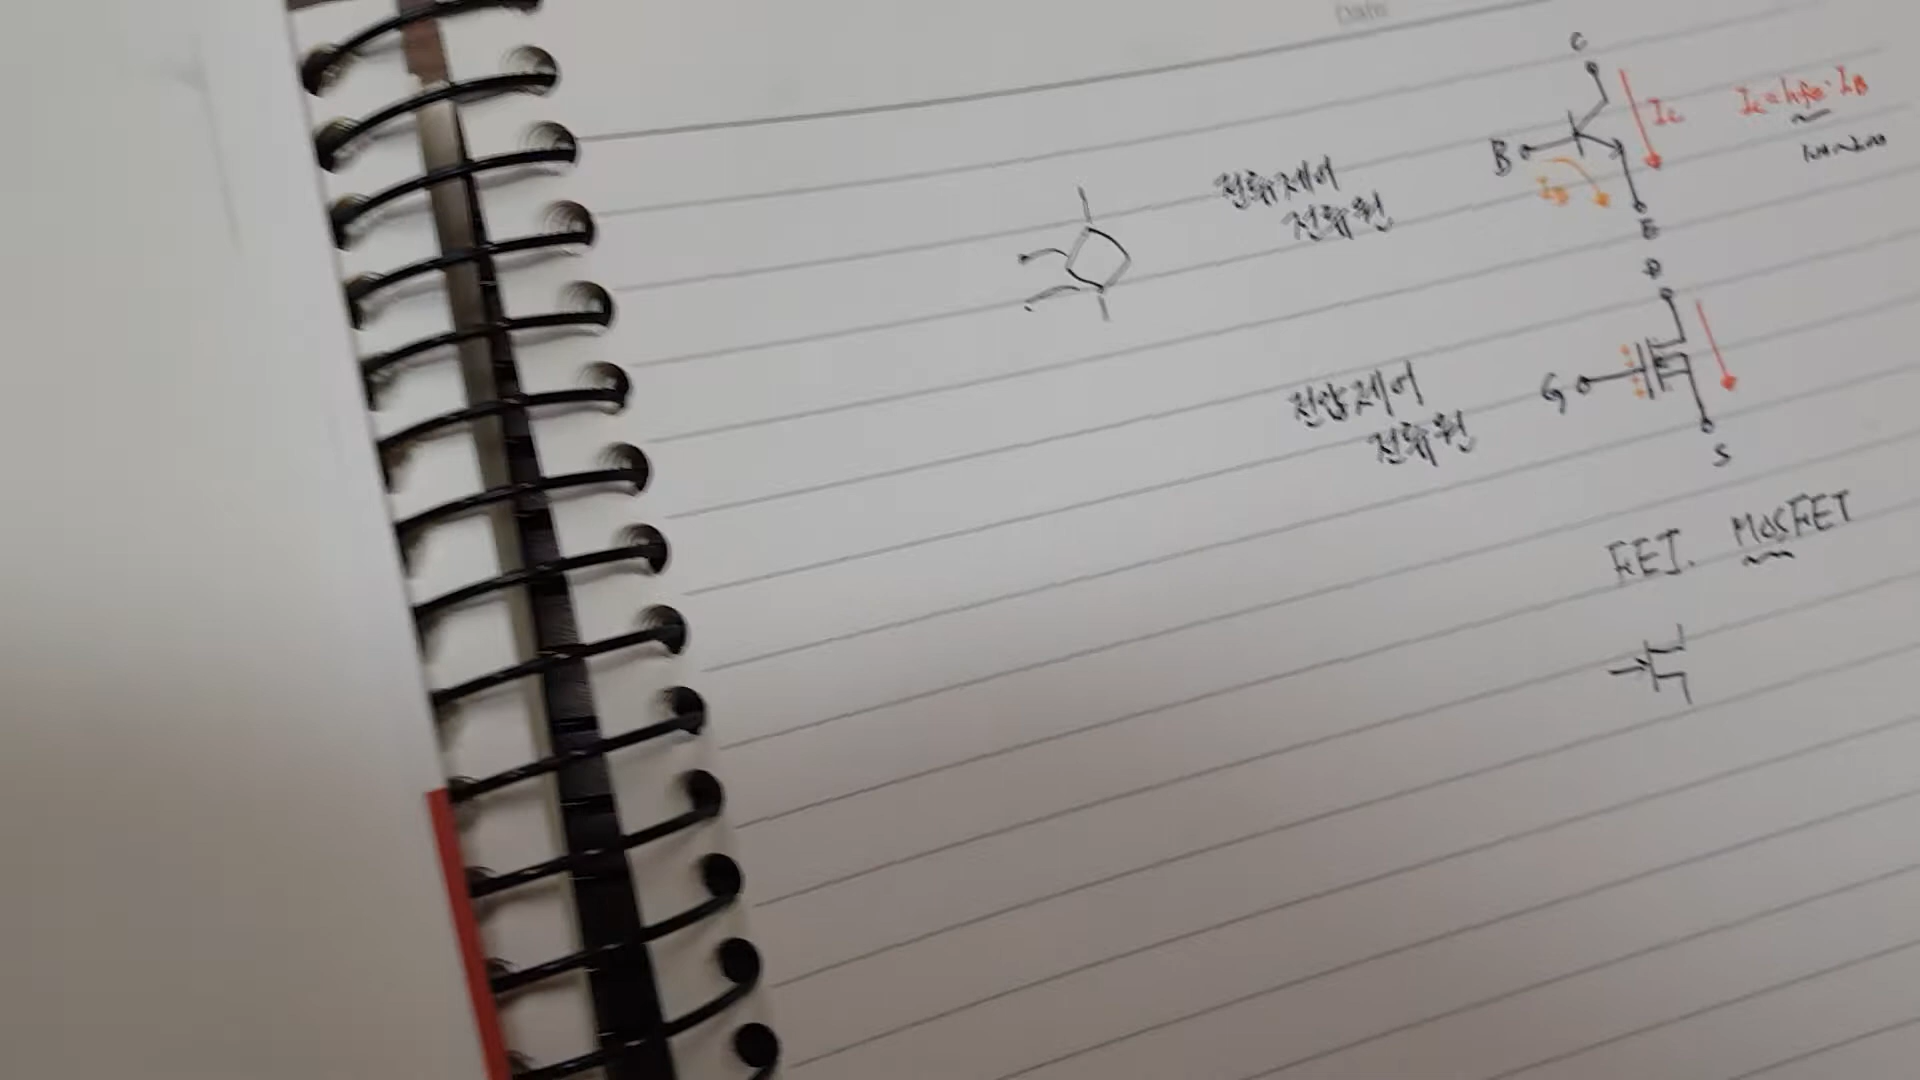 Date
C
전류제어
전류원
B
IB
IC
IC = hfe · IB
E
D
전압제어
전류원
G
S
FET. MOSFET